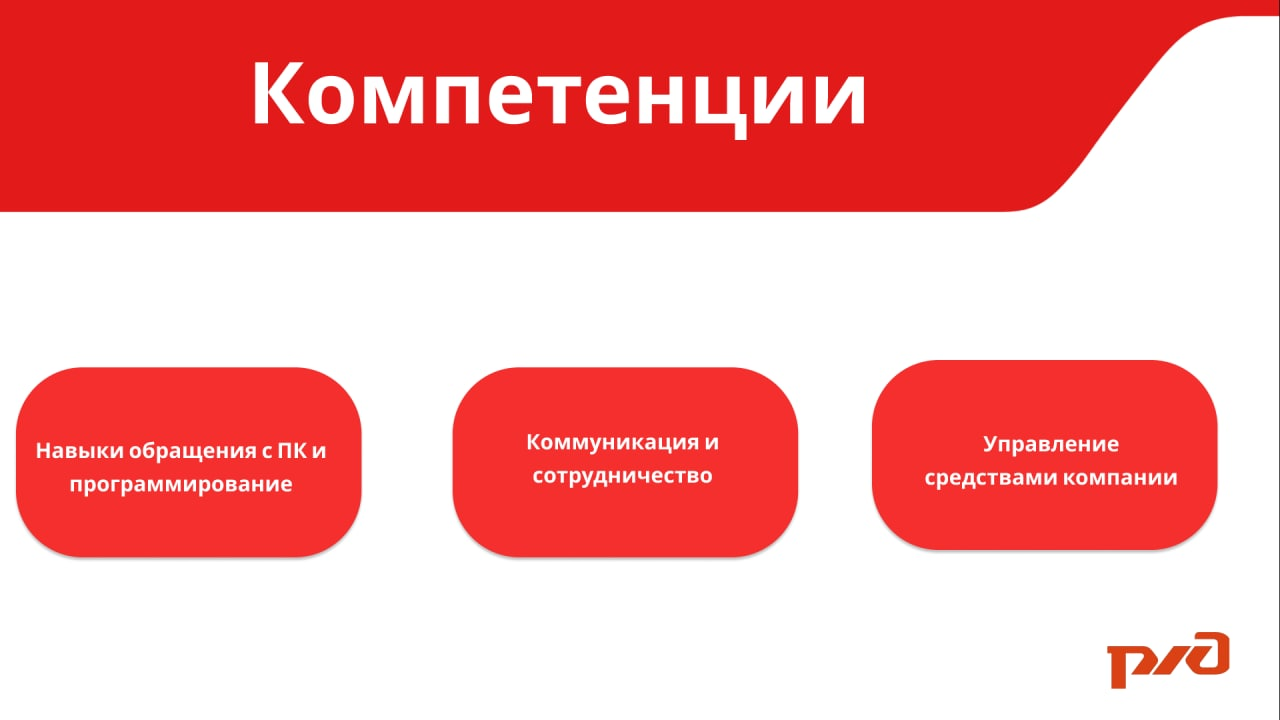 Компетенции
Навыки обращения с ПК и
программирование
Коммуникация и
сотрудничество
Управление
средствами компании
ржд